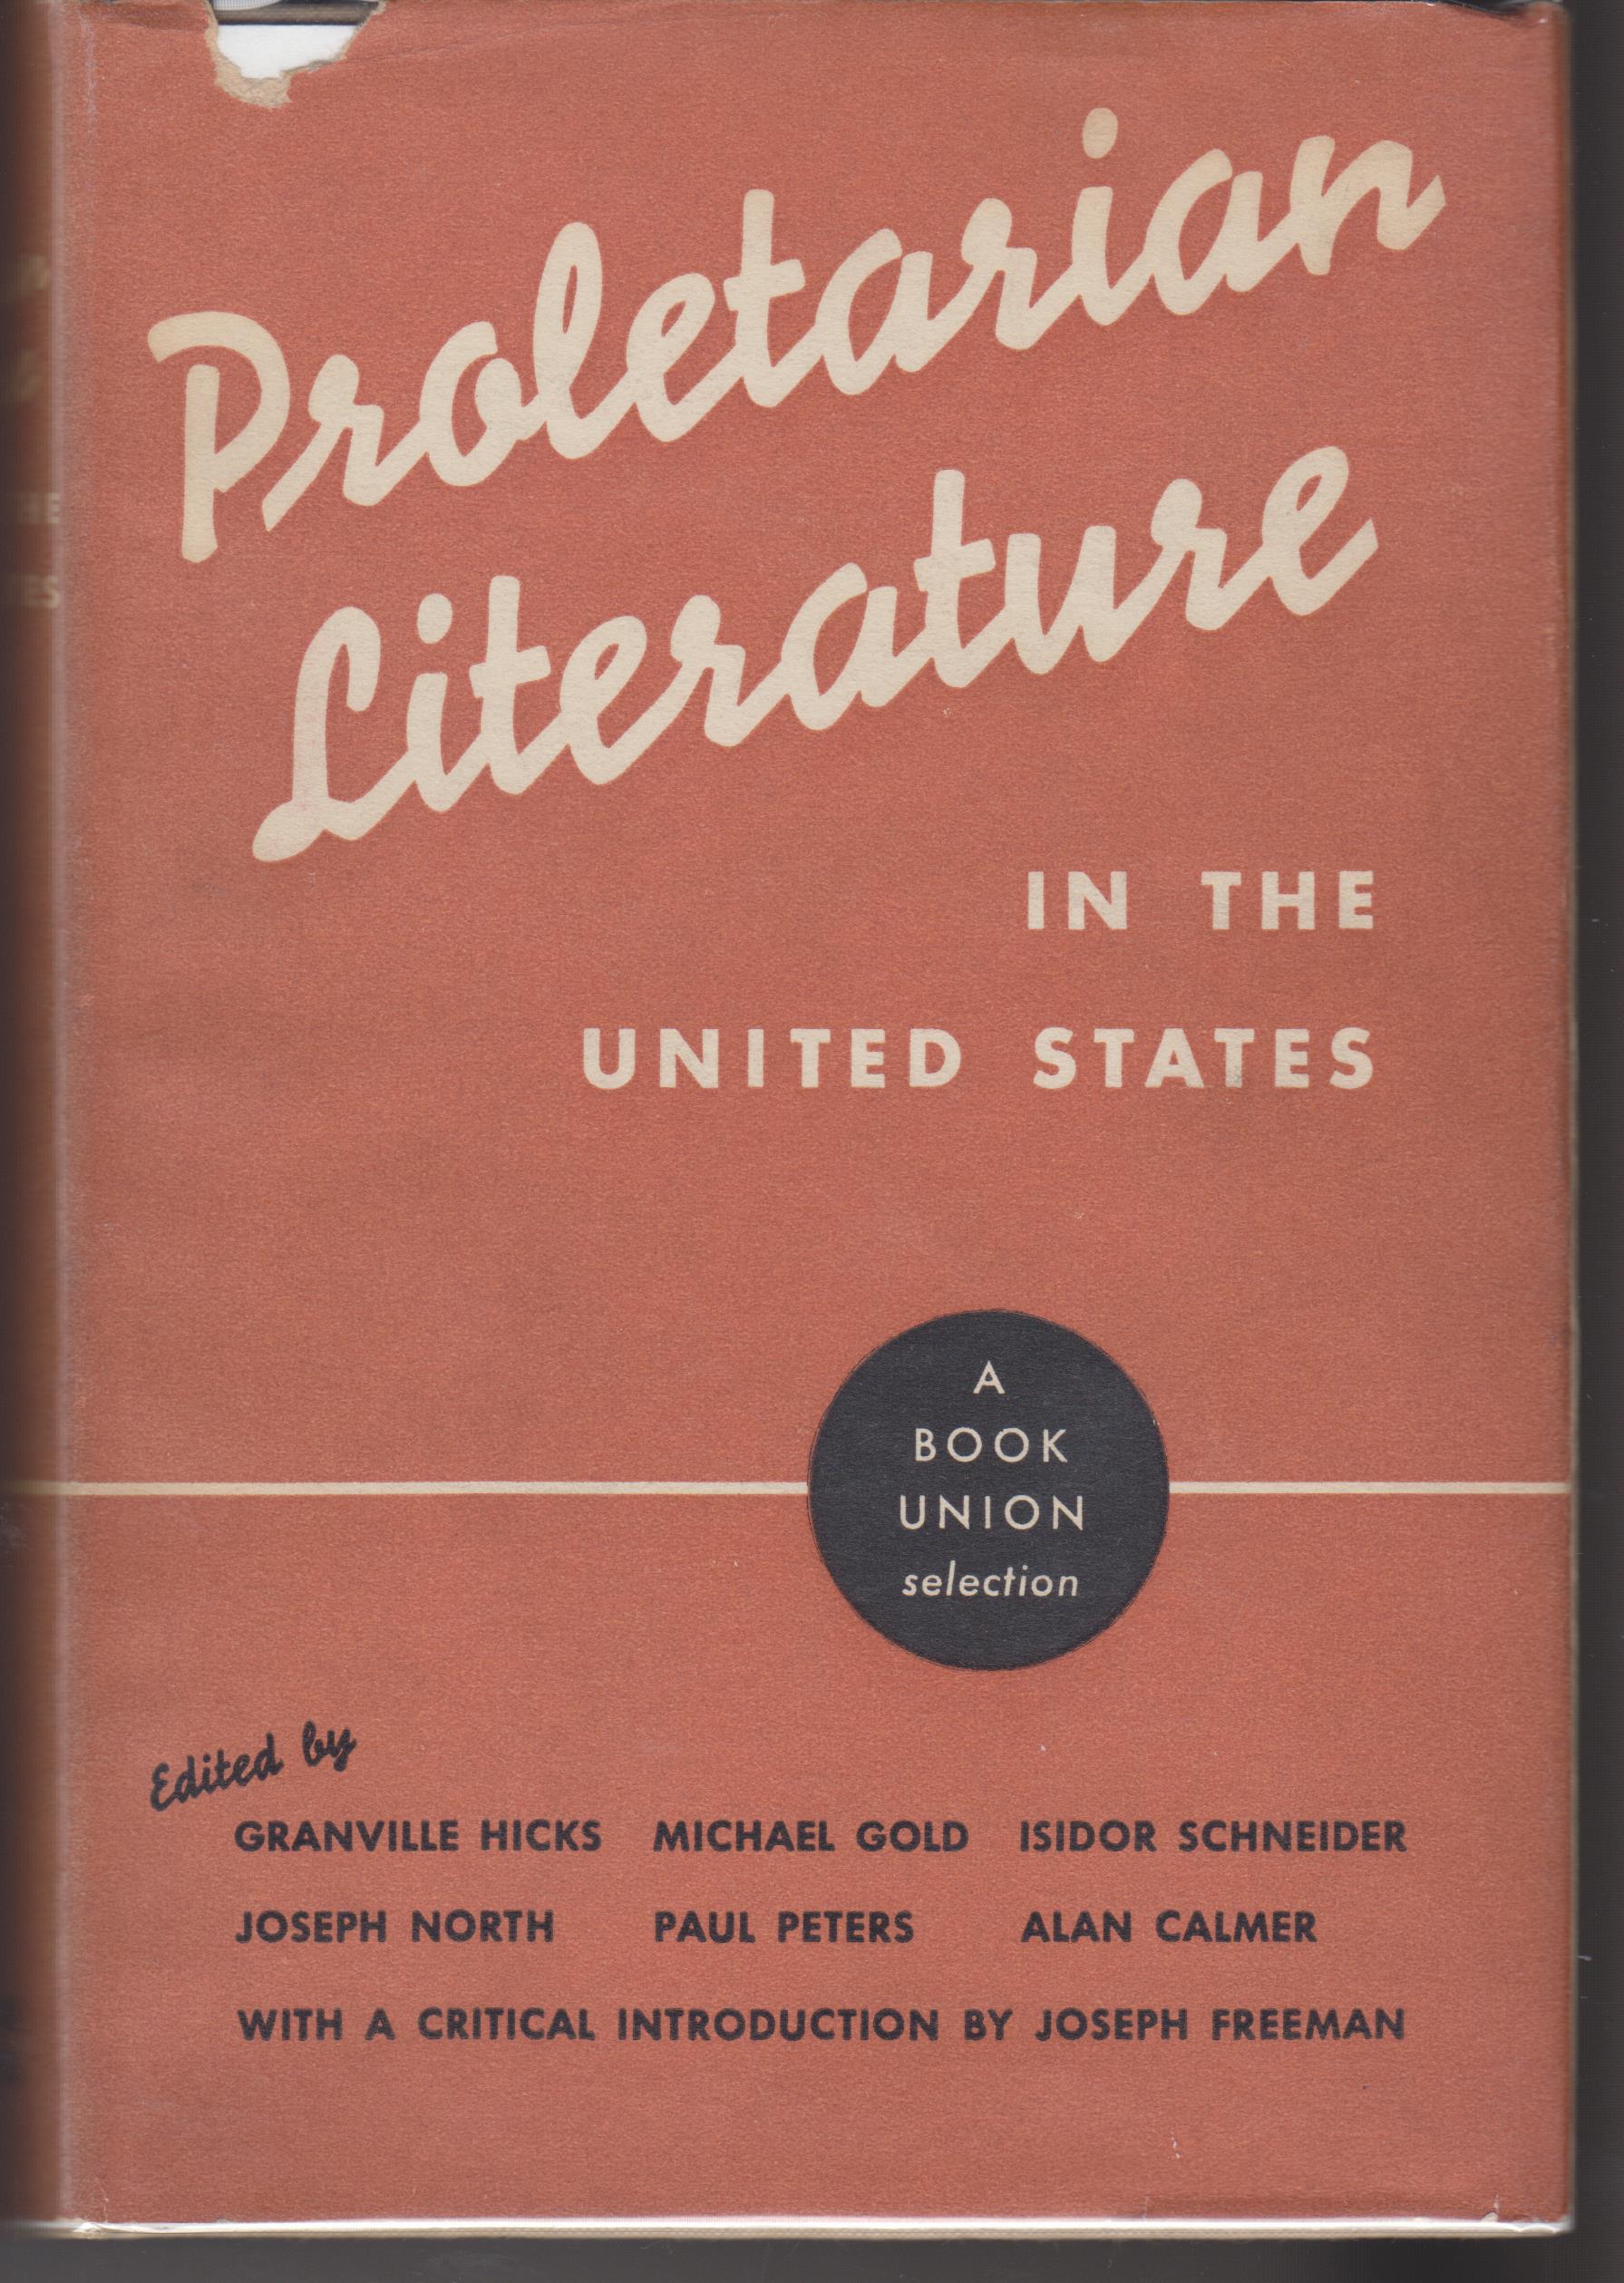 Proletarian
Literature
IN THE
UNITED STATES
A
BOOK
UNION
selection
Edited by
GRANVILLE HICKS MICHAEL GOLD ISIDOR SCHNEIDER
JOSEPH NORTH PAUL PETERS ALAN CALMER
WITH A CRITICAL INTRODUCTION BY JOSEPH FREEMAN